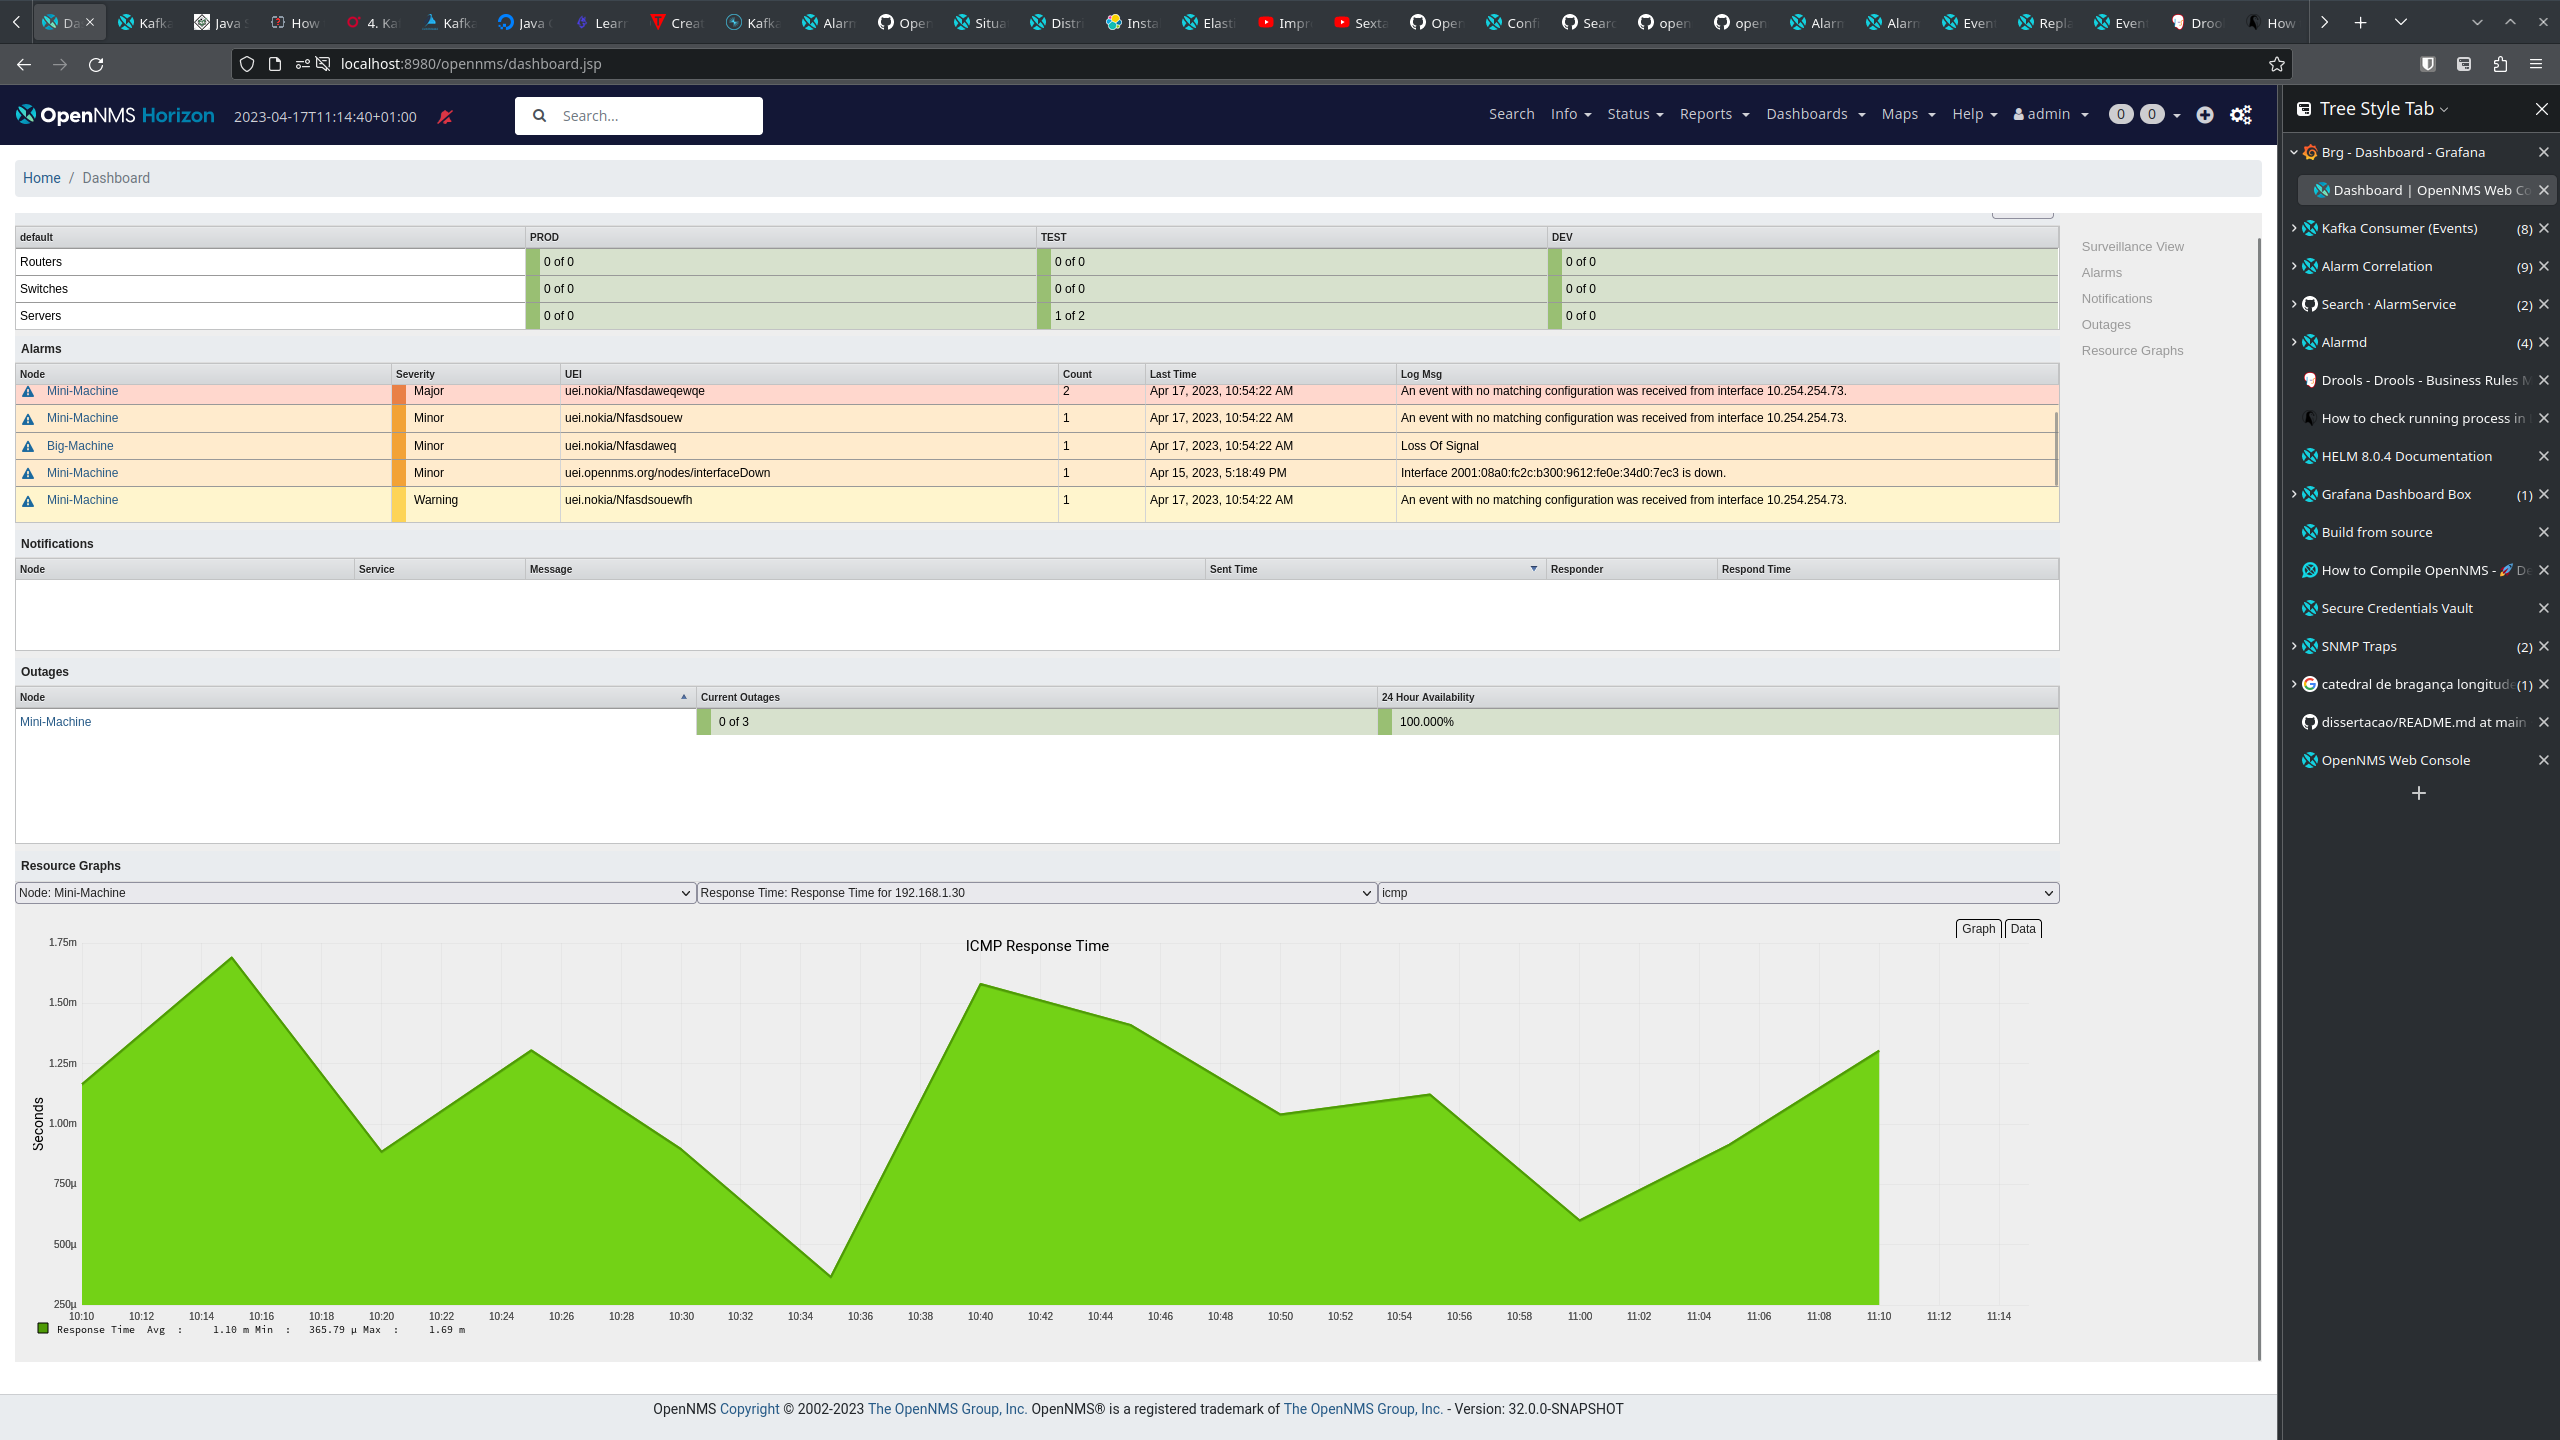 Da
Kafka
Java S
How
4. Ka
Kafka
Java C
Learn
Creat
Kafka
Alarm
Open
Situa
Distri
Insta
Elasti
Impr
Sexta
Open
Confi
Searc
open
open
Alarm
Alarm
Even
Repla
Even
Droo
How
localhost:8980/opennms/dashboard.jsp
OpenNMS Horizon 2023-04-17T11:14:40+01:00 Search... Search Info Status Reports Dashboards Maps Help admin 0 0
Home / Dashboard
default PROD TEST DEV
Routers 0 of 0 0 of 0 0 of 0
Switches 0 of 0 0 of 0 0 of 0
Servers 0 of 0 1 of 2 0 of 0
Surveillance View
Alarms
Notifications
Outages
Resource Graphs
Alarms
Node Severity UEI Count Last Time Log Msg
Mini-Machine Major uei.nokia/Nfasdaweqewqe 2 Apr 17, 2023, 10:54:22 AM An event with no matching configuration was received from interface 10.254.254.73.
Mini-Machine Minor uei.nokia/Nfasdsouew 1 Apr 17, 2023, 10:54:22 AM An event with no matching configuration was received from interface 10.254.254.73.
Big-Machine Minor uei.nokia/Nfasdaweq 1 Apr 17, 2023, 10:54:22 AM Loss Of Signal
Mini-Machine Minor uei.opennms.org/nodes/interfaceDown 1 Apr 15, 2023, 5:18:49 PM Interface 2001:08a0:fc2c:b300:9612:fe0e:34d0:7ec3 is down.
Mini-Machine Warning uei.nokia/Nfasdsouewfh 1 Apr 17, 2023, 10:54:22 AM An event with no matching configuration was received from interface 10.254.254.73.
Notifications
Node Service Message Sent Time Responder Respond Time
Outages
Node Current Outages 24 Hour Availability
Mini-Machine 0 of 3 100.000%
Resource Graphs
Node: Mini-Machine Response Time: Response Time for 192.168.1.30 icmp
Graph Data
ICMP Response Time
Seconds
1.75m
1.50m
1.25m
1.00m
750µ
500µ
250µ
10:10 10:12 10:14 10:16 10:18 10:20 10:22 10:24 10:26 10:28 10:30 10:32 10:34 10:36 10:38 10:40 10:42 10:44 10:46 10:48 10:50 10:52 10:54 10:56 10:58 11:00 11:02 11:04 11:06 11:08 11:10 11:12 11:14
Response Time Avg : 1.10 m Min : 365.79 µ Max : 1.69 m
OpenNMS Copyright © 2002-2023 The OpenNMS Group, Inc. OpenNMS® is a registered trademark of The OpenNMS Group, Inc. - Version: 32.0.0-SNAPSHOT
Tree Style Tab
Brg - Dashboard - Grafana
Dashboard | OpenNMS Web Co
Kafka Consumer (Events) (8)
Alarm Correlation (9)
Search · AlarmService (2)
Alarmd (4)
Drools - Drools - Business Rules M
How to check running process in
HELM 8.0.4 Documentation
Grafana Dashboard Box (1)
Build from source
How to Compile OpenNMS - 🚀 De
Secure Credentials Vault
SNMP Traps (2)
catedral de bragança longitude (1)
dissertacao/README.md at main
OpenNMS Web Console